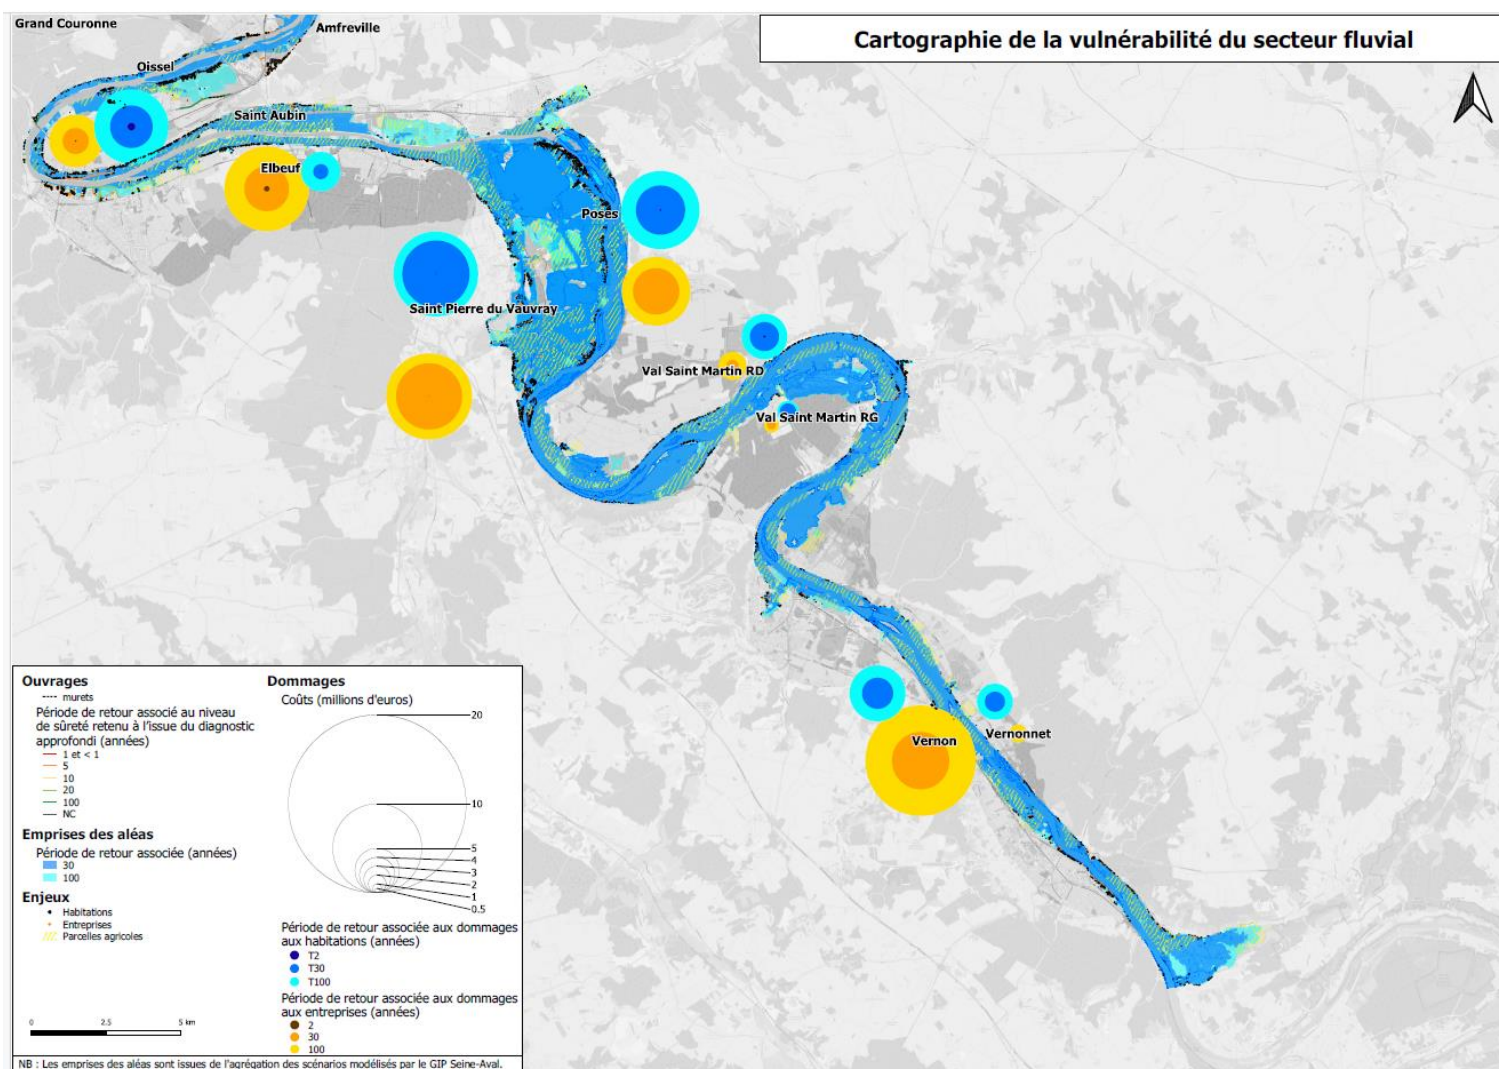 Grand Couronne
Amfreville
Cartographie de la vulnérabilité du secteur fluvial
Oissel
Saint Aubin
Elbeuf
Poses
Saint Pierre du Vauvray
Val Saint Martin RD
Val Saint Martin RG
Vernon
Vernonnet
Ouvrages
murets
Période de retour associé au niveau
de sûreté retenu à l'issue du diagnostic
approfondi (années)
1 et < 1
5
10
20
100
NC
Emprises des aléas
Période de retour associée (années)
30
100
Enjeux
Habitations
Entreprises
Parcelles agricoles
0 2.5 5 km
Dommages
Coûts (millions d'euros)
20
10
5
4
3
2
1
0.5
Période de retour associée aux dommages
aux habitations (années)
T2
T30
T100
Période de retour associée aux dommages
aux entreprises (années)
2
30
100
NB : Les emprises des aléas sont issues de l'agrégation des scénarios modélisés par le GIP Seine-Aval.